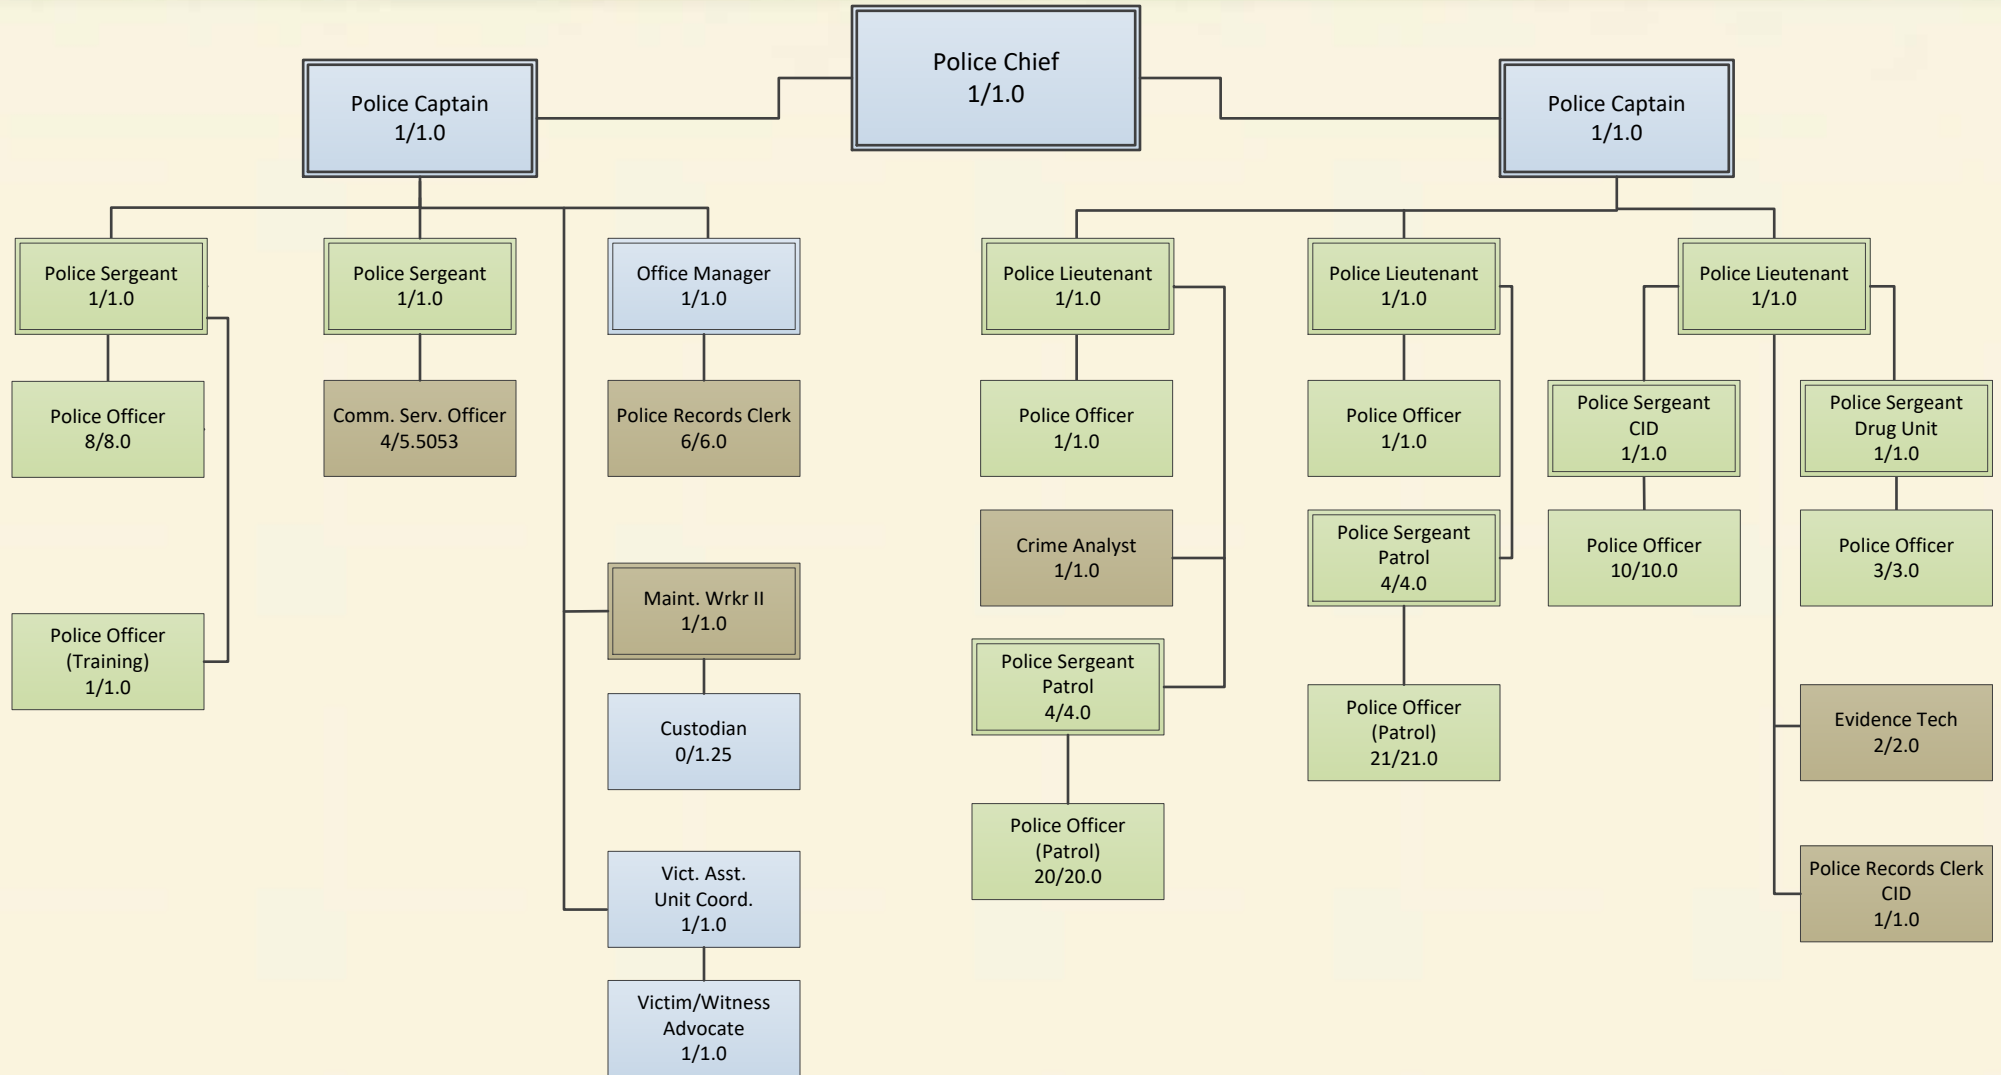 Police Chief
1/1.0
Police Captain
1/1.0
Police Captain
1/1.0
Police Sergeant
1/1.0
Police Sergeant
1/1.0
Office Manager
1/1.0
Police Lieutenant
1/1.0
Police Lieutenant
1/1.0
Police Lieutenant
1/1.0
Police Officer
8/8.0
Comm. Serv. Officer
4/5.5053
Police Records Clerk
6/6.0
Police Officer
1/1.0
Police Officer
1/1.0
Police Sergeant
CID
1/1.0
Police Sergeant
Drug Unit
1/1.0
Crime Analyst
1/1.0
Police Sergeant
Patrol
4/4.0
Police Officer
10/10.0
Police Officer
3/3.0
Maint. Wrkr II
1/1.0
Police Officer
(Training)
1/1.0
Police Sergeant
Patrol
4/4.0
Custodian
0/1.25
Police Officer
(Patrol)
21/21.0
Evidence Tech
2/2.0
Police Officer
(Patrol)
20/20.0
Vict. Asst.
Unit Coord.
1/1.0
Police Records Clerk
CID
1/1.0
Victim/Witness
Advocate
1/1.0